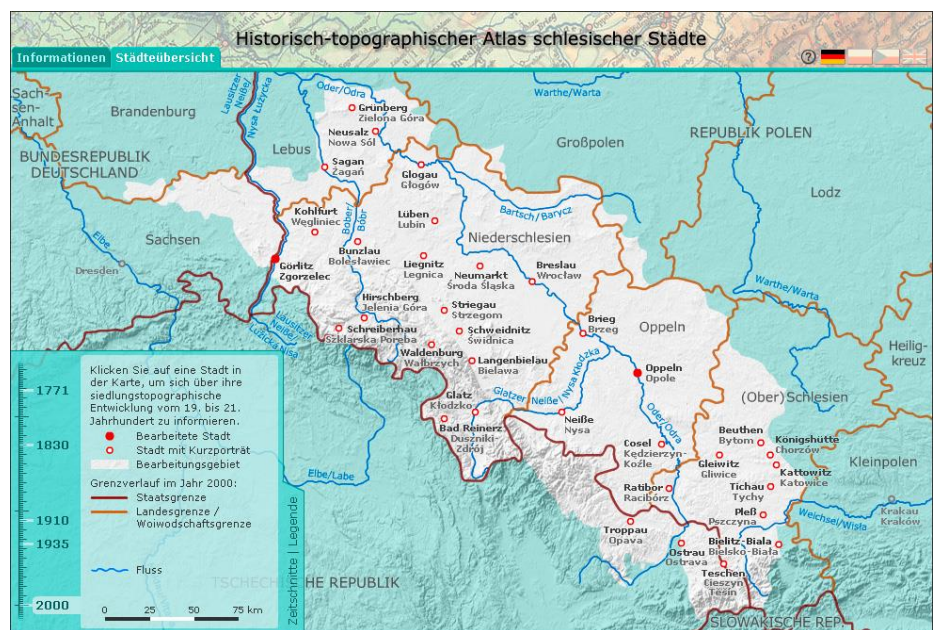 Historisch-topographischer Atlas schlesischer Städte
Informationen
Städteübersicht
?
Sach-
sen-
Anhalt
Brandenburg
Lausitzer
Neiße/
Nysa Łużycka
Oder/Odra
Warthe/Warta
Grünberg
Zielona Góra
Neusalz
Nowa Sól
Großpolen
REPUBLIK POLEN
BUNDESREPUBLIK
DEUTSCHLAND
Lebus
Sagan
Żagań
Glogau
Głogów
Lodz
Kohlfurt
Węgliniec
Bober/
Bóbr
Lüben
Lubin
Bartsch/Barycz
Sachsen
Elbe
Dresden
Bunzlau
Bolesławiec
Niederschlesien
Görlitz
Zgorzelec
Liegnitz
Legnica
Neumarkt
Środa Śląska
Breslau
Wrocław
Warthe/Warta
Hirschberg
Jelenia Góra
Striegau
Strzegom
Lausitzer
Neiße/
Schreiberhau
Szklarska Poręba
Schweidnitz
Świdnica
Brieg
Brzeg
Oppeln
Heilig-
kreuz
Waldenburg
Wałbrzych
Langenbielau
Bielawa
Oppeln
Opole
Glatzer Neiße/
Nysa Kłodzka
(Ober)Schlesien
Glatz
Kłodzko
Neiße
Nysa
Oder/Odra
Bad Reinerz
Duszniki-
Zdrój
Beuthen
Bytom
Königshütte
Chorzów
Cosel
Kędzierzyn-
Koźle
Gleiwitz
Gliwice
Kattowitz
Katowice
Kleinpolen
Elbe/Labe
Ratibor
Racibórz
Tichau
Tychy
Pleß
Pszczyna
Weichsel/Wisła
Krakau
Kraków
Troppau
Opava
Ostrau
Ostrava
Bielitz-Biala
Bielsko-Biała
Teschen
Cieszyn
Těšín
TSCHECHISCHE REPUBLIK
SLOWAKISCHE REP.
Klicken Sie auf eine Stadt in
der Karte, um sich über ihre
siedlungstopographische
Entwicklung vom 19. bis 21.
Jahrhundert zu informieren.
Bearbeitete Stadt
Stadt mit Kurzporträt
Bearbeitungsgebiet
Grenzverlauf im Jahr 2000:
Staatsgrenze
Landesgrenze /
Woiwodschaftsgrenze
Fluss
0 25 50 75 km
1771
1830
1910
1935
2000
Zeitschnitte | Legende